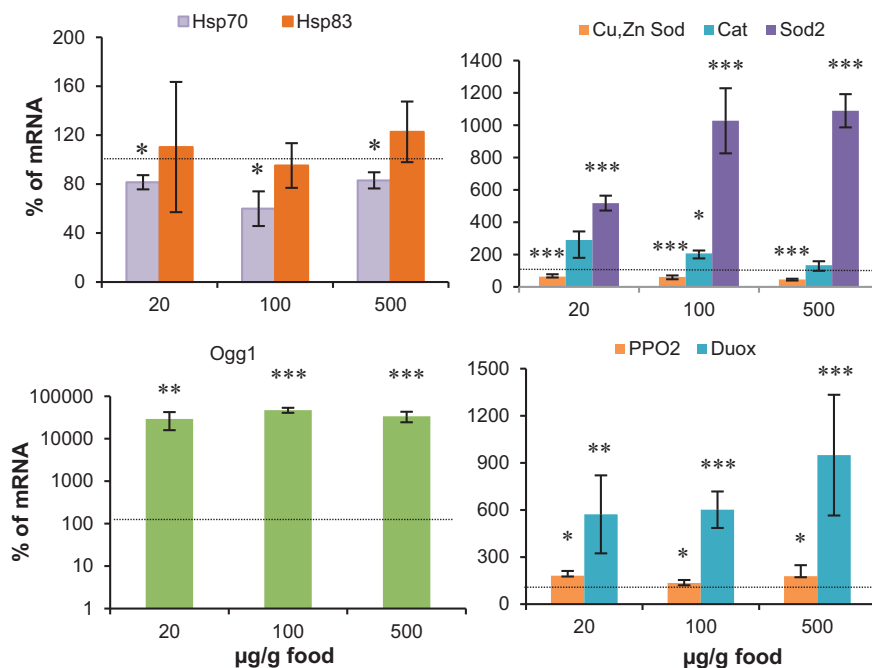 Hsp70 Hsp83
% of mRNA
200
160
120
80
40
0
* * *
20 100 500
Cu,Zn Sod Cat Sod2
1400
1200
1000
800
600
400
200
0
*** *** *** * *** *** ***
20 100 500
Ogg1
% of mRNA
100000
10000
1000
100
10
1
** *** ***
20 100 500
µg/g food
PPO2 Duox
1500
1200
900
600
300
0
* ** * *** * ***
20 100 500
µg/g food